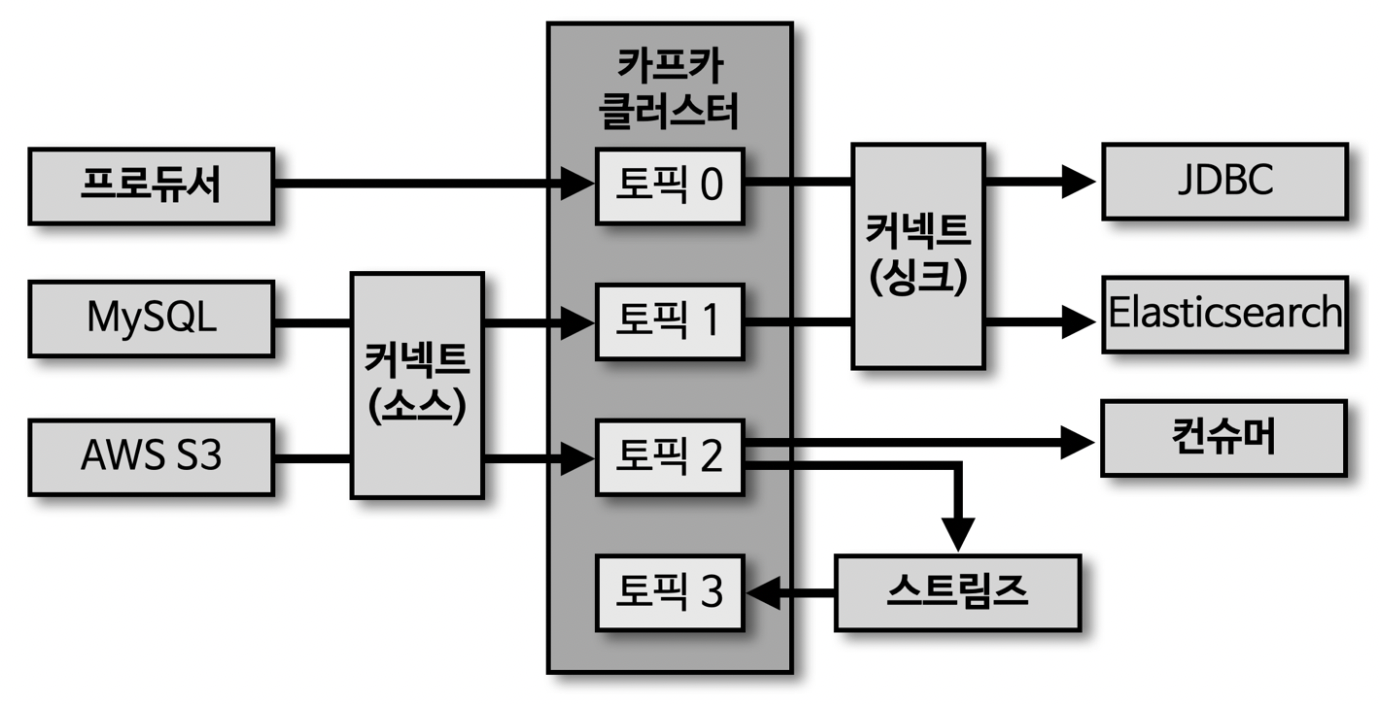 카프카
클러스터
프로듀서
토픽 0
JDBC
커넥트
(싱크)
MySQL
토픽 1
Elasticsearch
커넥트
(소스)
AWS S3
토픽 2
컨슈머
토픽 3
스트림즈